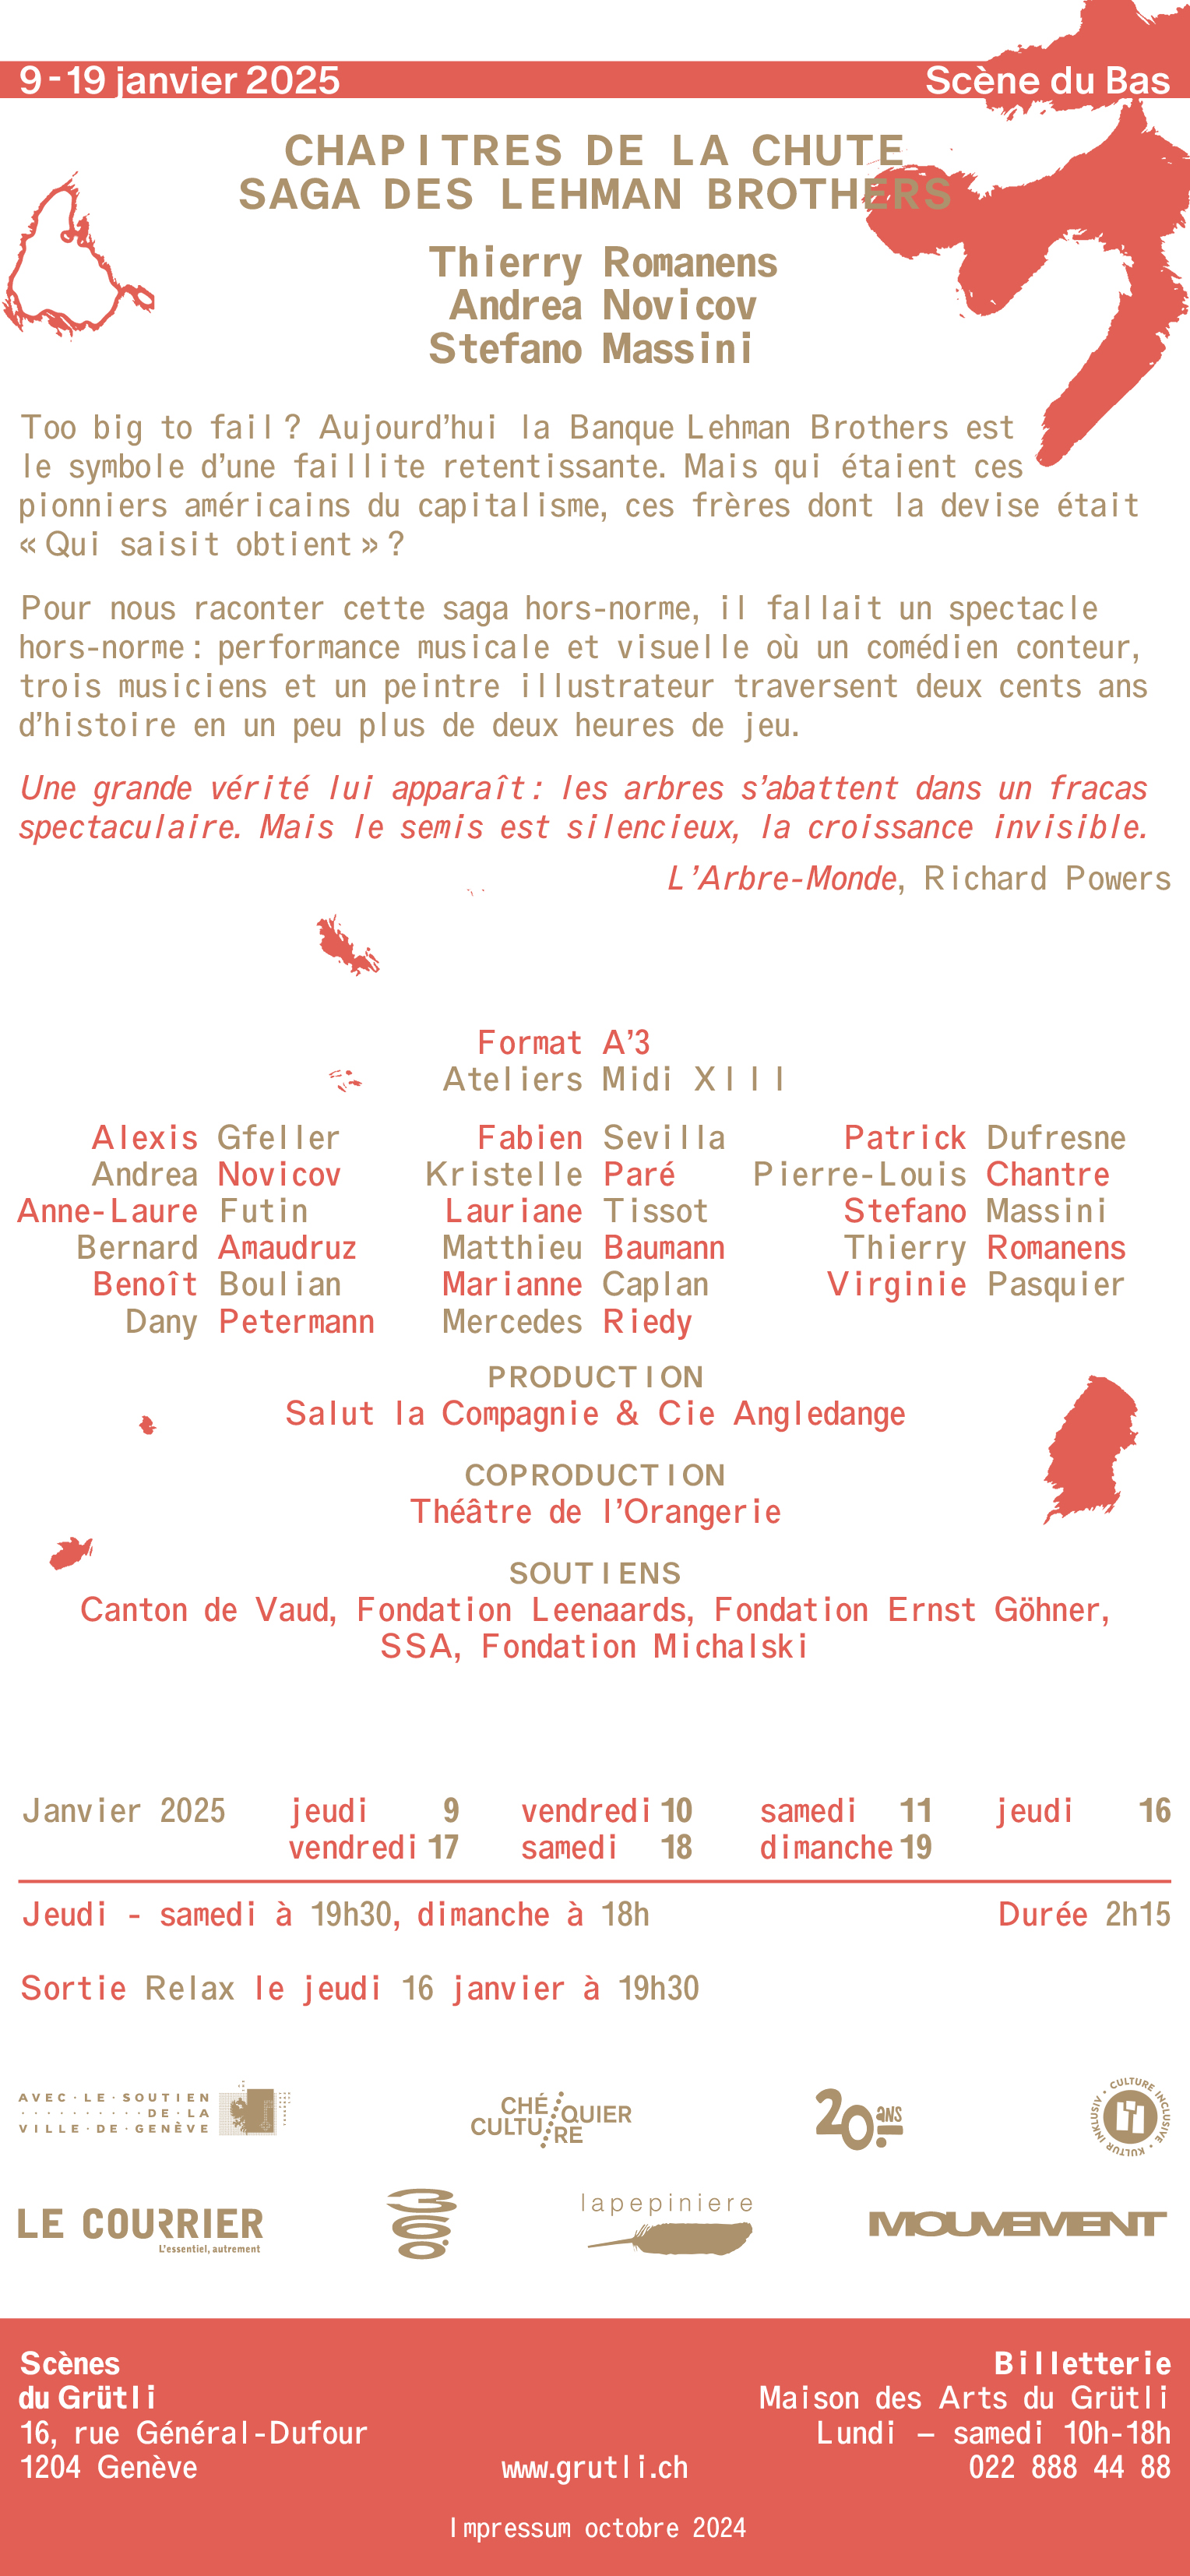 9-19 janvier 2025 Scène du Bas
CHAPITRES DE LA CHUTE
SAGA DES LEHMAN BROTHERS
Thierry Romanens
Andrea Novicov
Stefano Massini
Too big to fail ? Aujourd’hui la Banque Lehman Brothers est
le symbole d’une faillite retentissante. Mais qui étaient ces
pionniers américains du capitalisme, ces frères dont la devise était
« Qui saisit obtient » ?
Pour nous raconter cette saga hors-norme, il fallait un spectacle
hors-norme : performance musicale et visuelle où un comédien conteur,
trois musiciens et un peintre illustrateur traversent deux cents ans
d’histoire en un peu plus de deux heures de jeu.
Une grande vérité lui apparaît : les arbres s’abattent dans un fracas
spectaculaire. Mais le semis est silencieux, la croissance invisible.
L’Arbre-Monde, Richard Powers
Format A’3
Ateliers Midi XIII
Alexis Gfeller Fabien Sevilla Patrick Dufresne
Andrea Novicov Kristelle Paré Pierre-Louis Chantre
Anne-Laure Futin Lauriane Tissot Stefano Massini
Bernard Amaudruz Matthieu Baumann Thierry Romanens
Benoît Boulian Marianne Caplan Virginie Pasquier
Dany Petermann Mercedes Riedy
PRODUCTION
Salut la Compagnie & Cie Angledange
COPRODUCTION
Théâtre de l’Orangerie
SOUTIENS
Canton de Vaud, Fondation Leenaards, Fondation Ernst Göhner,
SSA, Fondation Michalski
Janvier 2025 jeudi 9 vendredi 10 samedi 11 jeudi 16
vendredi 17 samedi 18 dimanche 19
Jeudi - samedi à 19h30, dimanche à 18h Durée 2h15
Sortie Relax le jeudi 16 janvier à 19h30
AVEC·LE·SOUTIEN
DE·LA
VILLE·DE·GENÈVE
CHÉ
QUIER
CULTU
RE
20 ANS
CULTURE INCLUSIVE • KULTUR INKLUSIV •
LE COURRIER
L’essentiel, autrement
360°
lapepiniere
MOUVEMENT
Scènes Billetterie
du Grütli Maison des Arts du Grütli
16, rue Général-Dufour Lundi – samedi 10h-18h
1204 Genève www.grutli.ch 022 888 44 88
Impressum octobre 2024